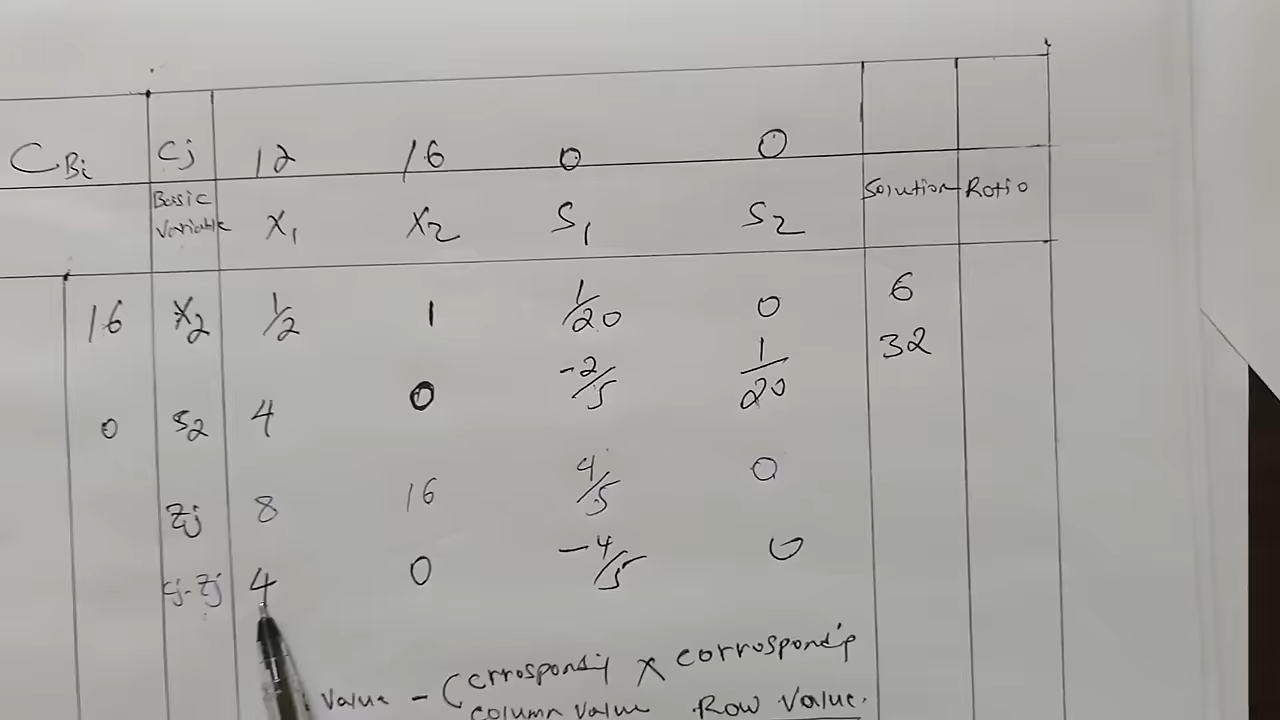 CBi Cj 12 16 0 0
Basic Variable X1 X2 S1 S2 Solution Ratio
16 X2 1/2 1 1/20 0 6
0 S2 4 0 -2/5 1/20 32
Zj 8 16 4/5 0
Cj-Zj 4 0 -4/5 0
Value - (
column value Row Value.